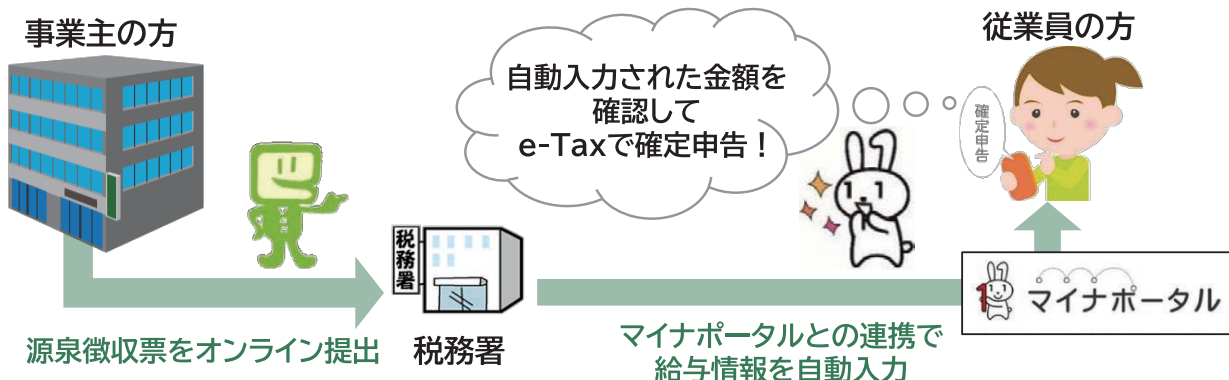 事業主の方
従業員の方
自動入力された金額を
確認して
e-Taxで確定申告！
確定申告
税務署
マイナポータル
源泉徴収票をオンライン提出
税務署
マイナポータルとの連携で
給与情報を自動入力